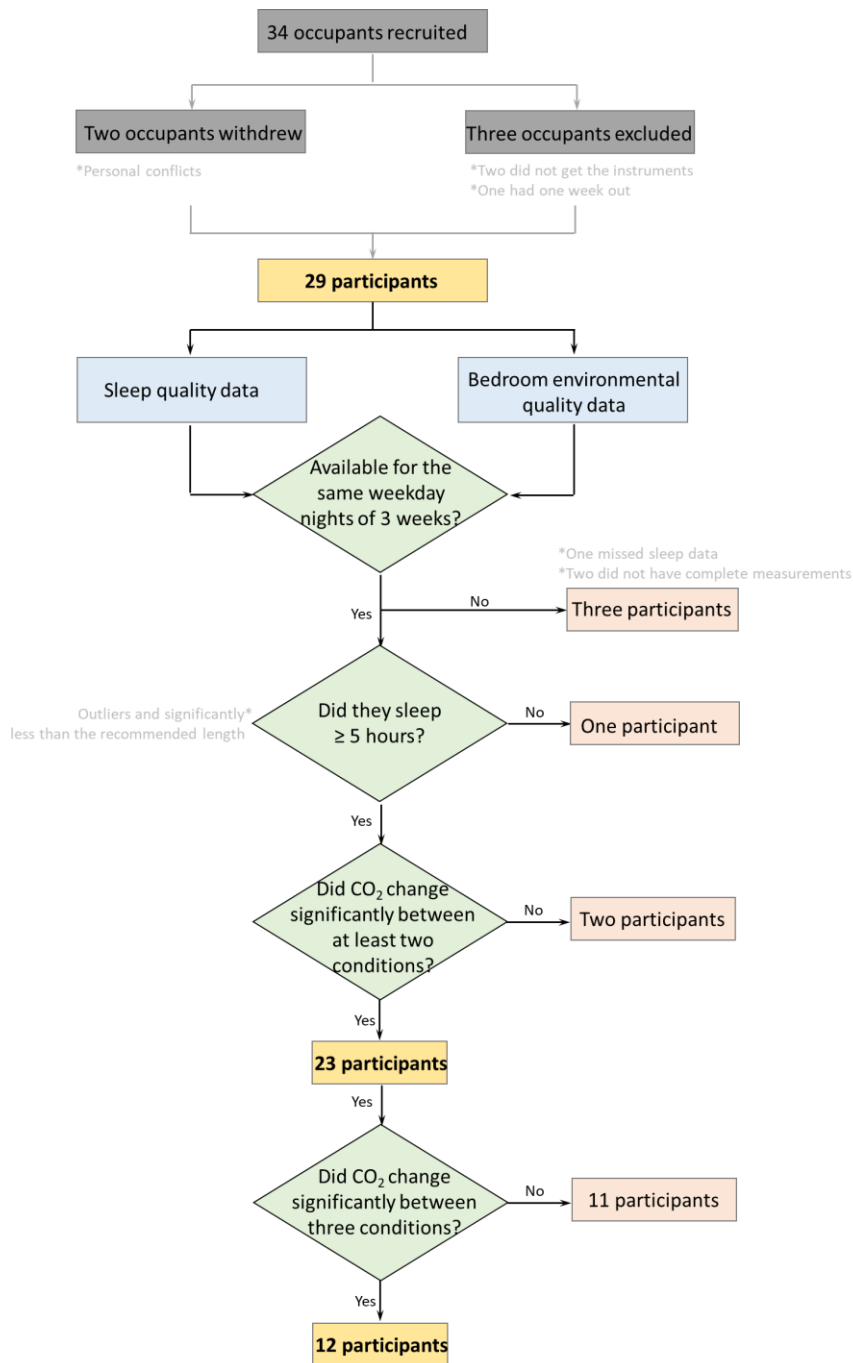 34 occupants recruited
Two occupants withdrew
Three occupants excluded
*Personal conflicts
*Two did not get the instruments
*One had one week out
29 participants
Sleep quality data
Bedroom environmental
quality data
Available for the
same weekday
nights of 3 weeks?
*One missed sleep data
*Two did not have complete measurements
No
Three participants
Yes
Outliers and significantly*
less than the recommended length
Did they sleep
≥ 5 hours?
No
One participant
Yes
Did CO₂ change
significantly between
at least two
conditions?
No
Two participants
Yes
23 participants
Yes
Did CO₂ change
significantly between
three conditions?
No
11 participants
Yes
12 participants